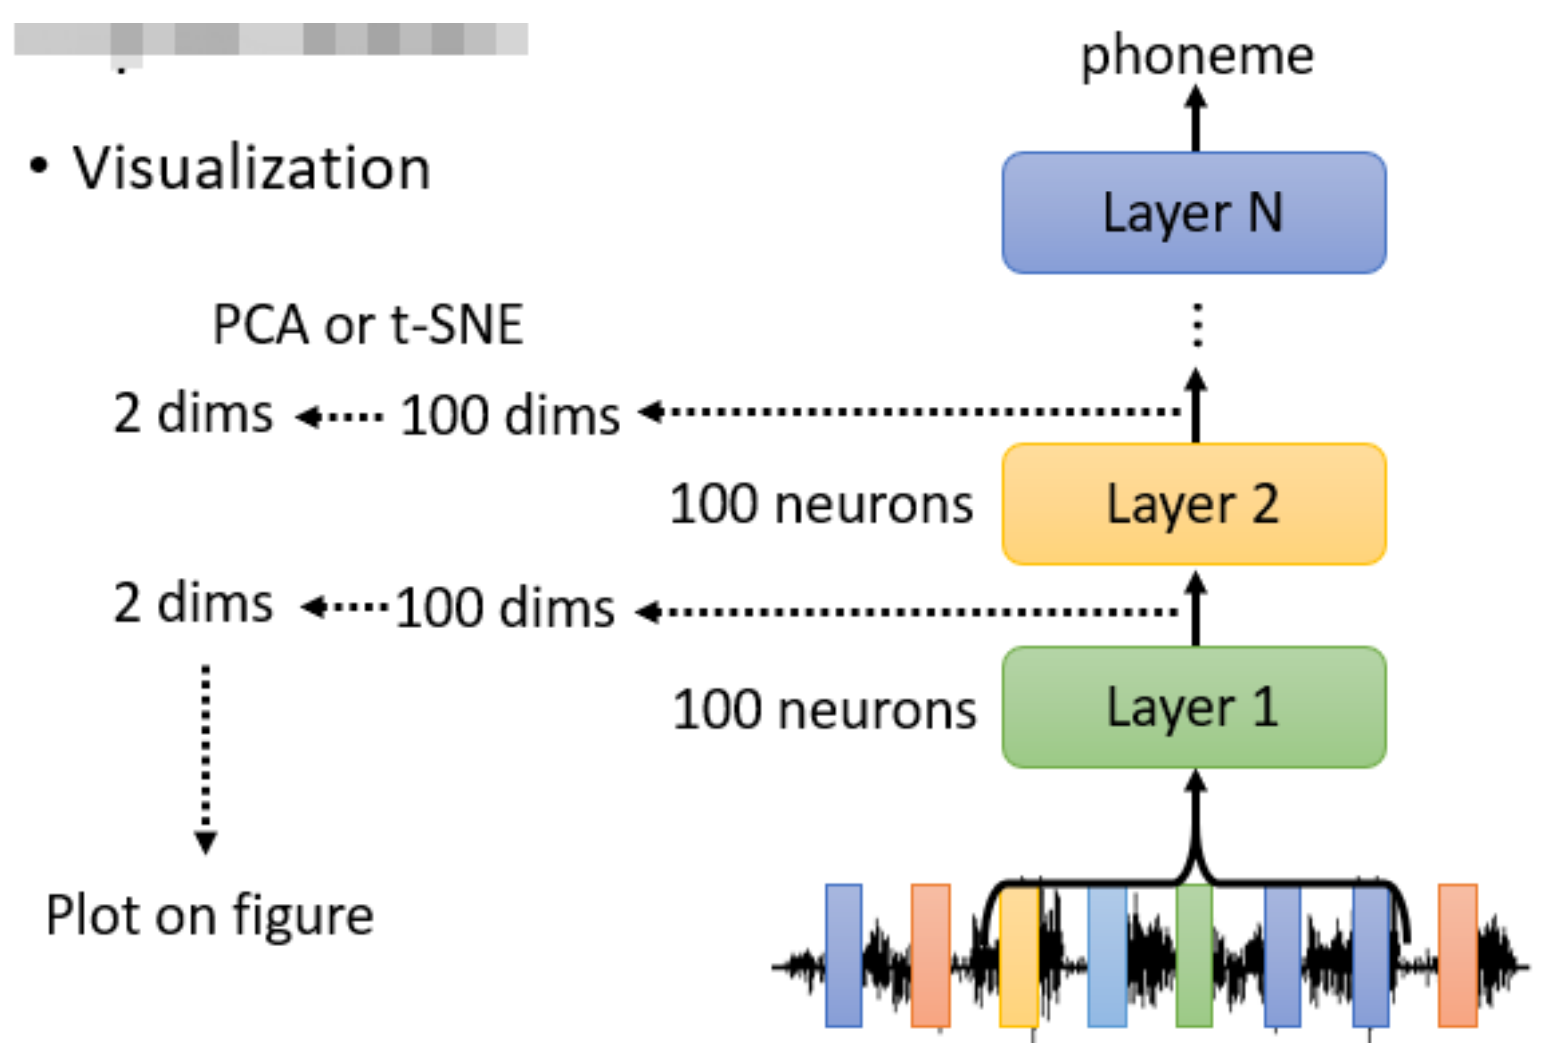 • Visualization
PCA or t-SNE
2 dims
100 dims
100 neurons
2 dims
100 dims
100 neurons
Plot on figure
phoneme
Layer N
Layer 2
Layer 1